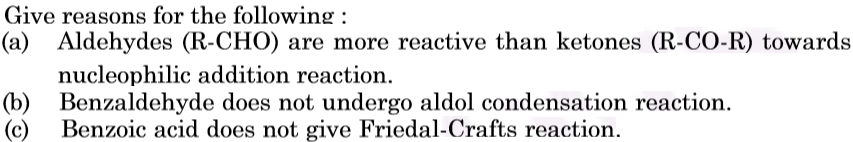 Give reasons for the following :
(a) Aldehydes (R-CHO) are more reactive than ketones (R-CO-R) towards
nucleophilic addition reaction.
(b) Benzaldehyde does not undergo aldol condensation reaction.
(c) Benzoic acid does not give Friedal-Crafts reaction.